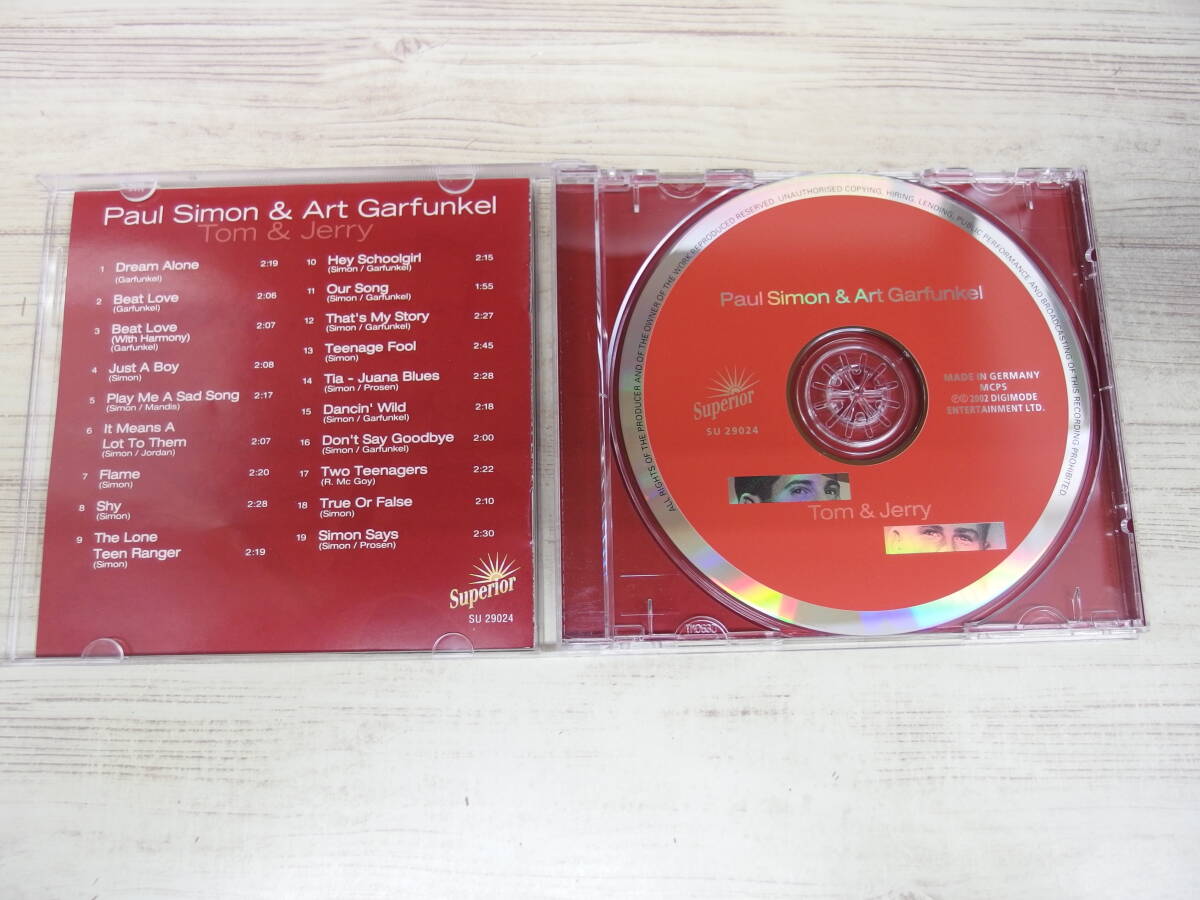 Paul Simon & Art Garfunkel
Tom & Jerry
1 Dream Alone 2:19
(Garfunkel)
2 Beat Love 2:06
(Garfunkel)
3 Beat Love 2:07
(With Harmony)
(Garfunkel)
4 Just A Boy 2:08
(Simon)
5 Play Me A Sad Song 2:17
(Simon / Mandis)
6 It Means A
Lot To Them 2:07
(Simon / Jordan)
7 Flame 2:20
(Simon)
8 Shy 2:28
(Simon)
9 The Lone
Teen Ranger 2:19
(Simon)
10 Hey Schoolgirl 2:15
(Simon / Garfunkel)
11 Our Song 1:55
(Simon / Garfunkel)
12 That's My Story 2:27
(Simon / Garfunkel)
13 Teenage Fool 2:45
(Simon)
14 Tia - Juana Blues 2:28
(Simon / Prosen)
15 Dancin' Wild 2:18
(Simon / Garfunkel)
16 Don't Say Goodbye 2:00
(Simon / Garfunkel)
17 Two Teenagers 2:22
(R. Mc Goy)
18 True Or False 2:10
(Simon)
19 Simon Says 2:30
(Simon / Prosen)
Superior
SU 29024
ALL RIGHTS OF THE PRODUCER AND OF THE OWNER OF THE WORK REPRODUCED RESERVED. UNAUTHORISED COPYING, HIRING, LENDING, PUBLIC PERFORMANCE AND BROADCASTING OF THIS RECORDING PROHIBITED.
Paul Simon & Art Garfunkel
Superior
SU 29024
MADE IN GERMANY
MCPS
℗© 2002 DIGIMODE
ENTERTAINMENT LTD.
Tom & Jerry